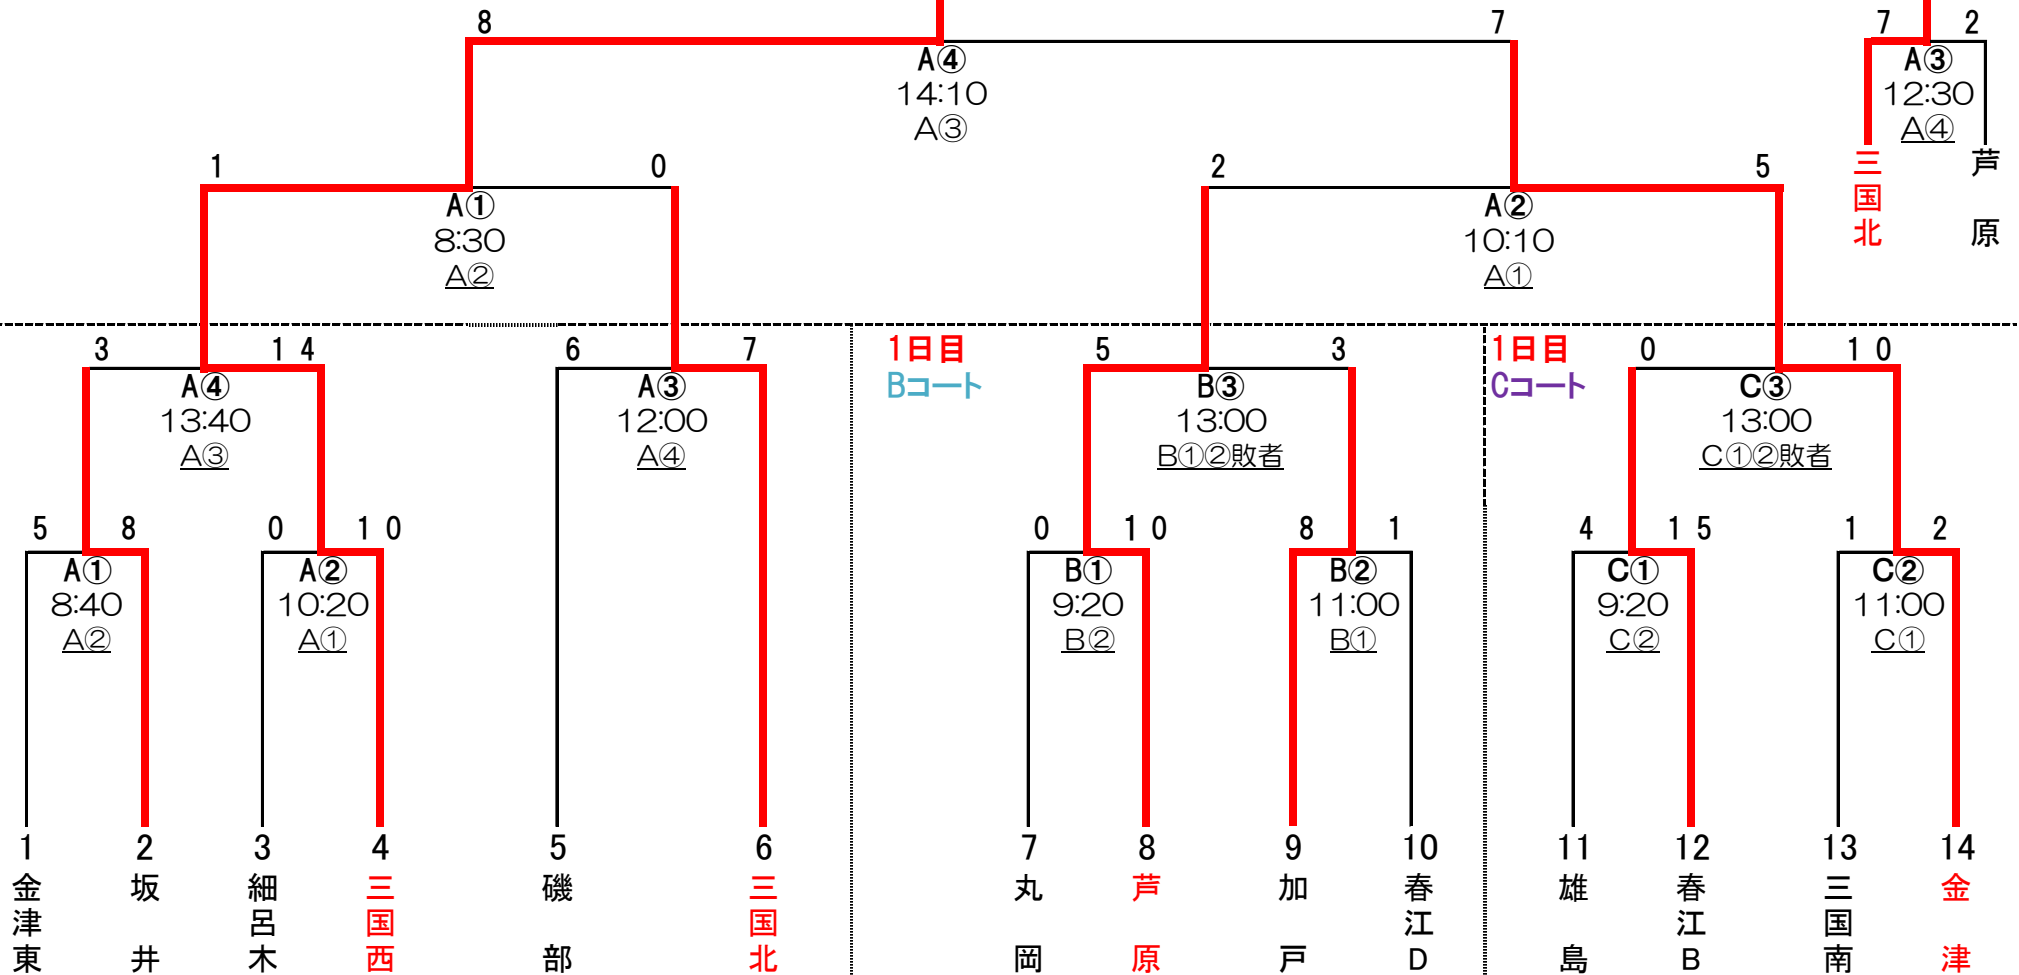 8 7 7 2
A④ A③
14:10 12:30
A③ A④
三国北 芦原
1 0 2 5
A① A②
8:30 10:10
A② A①
1日目 1日目
Bコート Cコート
3 14 6 7 5 3 0 10
A④ A③ B③ C③
13:40 12:00 13:00 13:00
A③ A④ B①②敗者 C①②敗者
5 8 0 10 0 10 8 1 4 15 1 2
A① A② B① B② C① C②
8:40 10:20 9:20 11:00 9:20 11:00
A② A① B② B① C② C①
1 2 3 4 5 6 7 8 9 10 11 12 13 14
金津東 坂井 細呂木 三国西 磯部 三国北 丸岡 芦原 加戸 春江D 雄島 春江B 三国南 金津